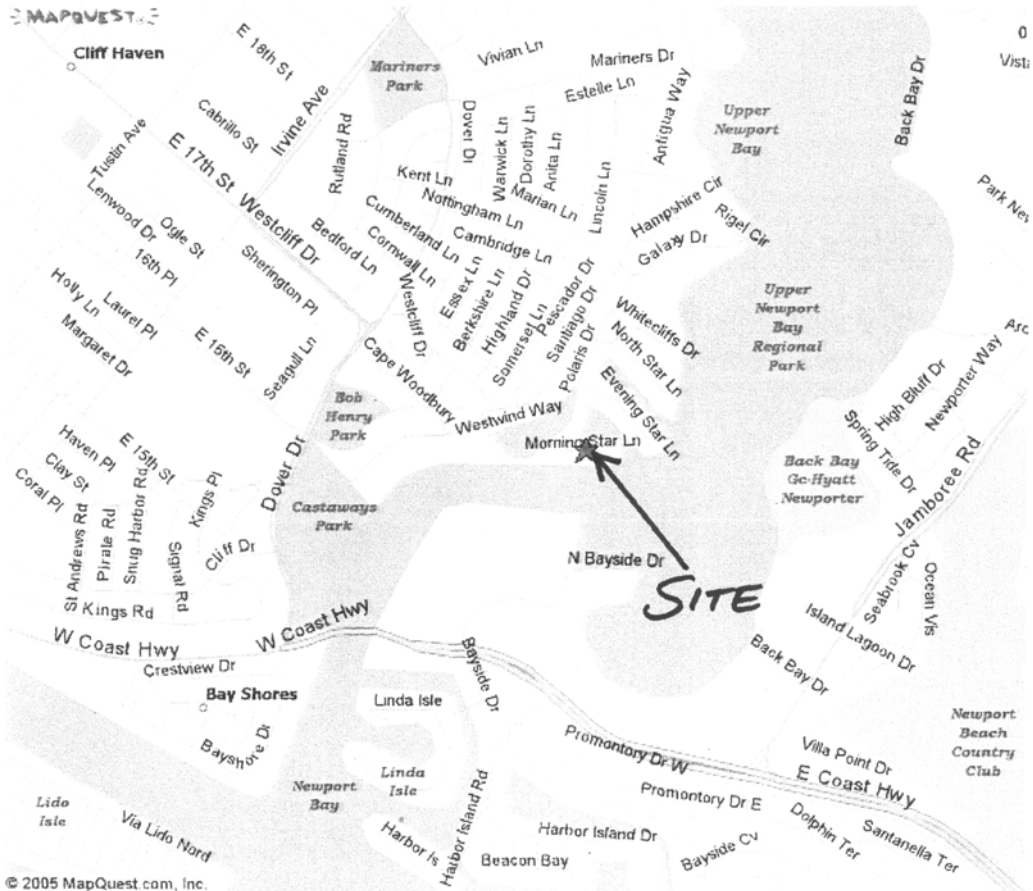 MAPQUEST
Cliff Haven
E 18th St
Vivian Ln
Mariners Dr
Mariners Park
Estelle Ln
Cabrillo St
Irvine Ave
Rutland Rd
Dover Dr
Warwick Ln
Dorothy Ln
Anita Ln
Antigua Way
Upper Newport Bay
Back Bay Dr
Vista
Tustin Ave
E 17th St
Westcliff Dr
Kent Ln
Nottingham Ln
Marian Ln
Lincoln Ln
Hampshire Cir
Rigel Cir
Galaxy Dr
Lenwood Dr
Ogle St
16th Pl
Bedford Ln
Cumberland Ln
Cornwall Ln
Cambridge Ln
Sherington Pl
Westcliff Dr
Essex Ln
Berkshire Ln
Highland Dr
Somerset Ln
Pescador Dr
Santiago Dr
Polaris Dr
Whitecliffs Dr
North Star Ln
Upper Newport Bay Regional Park
Holly Ln
Laurel Pl
Margaret Dr
E 16th St
Seagull Ln
Cape Woodbury
Westwind Way
Evening Star Ln
Morning Star Ln
Bob Henry Park
High Bluff Dr
Newporter Way
Spring Tide Dr
Jamboree Rd
Back Bay Gc-Hyatt Newporter
Haven Pl
E 15th St
Clay St
Coral Pl
Kings Pl
Dover Dr
Castaways Park
St Andrews Rd
Pirate Rd
Snug Harbor Rd
Signal Rd
Cliff Dr
N Bayside Dr
SITE
Seabrook Cv
Ocean Vis
Island Lagoon Dr
Kings Rd
W Coast Hwy
W Coast Hwy
Crestview Dr
Bayside Dr
Back Bay Dr
Bay Shores
Bayshore Dr
Linda Isle
Linda Isle
Newport Bay
Promontory Dr W
Villa Point Dr
E Coast Hwy
Newport Beach Country Club
Lido Isle
Via Lido Nord
Harbor Is
Harbor Island Rd
Harbor Island Dr
Beacon Bay
Promontory Dr E
Bayside Cv
Dolphin Ter
Santanella Ter
© 2005 MapQuest.com, Inc.